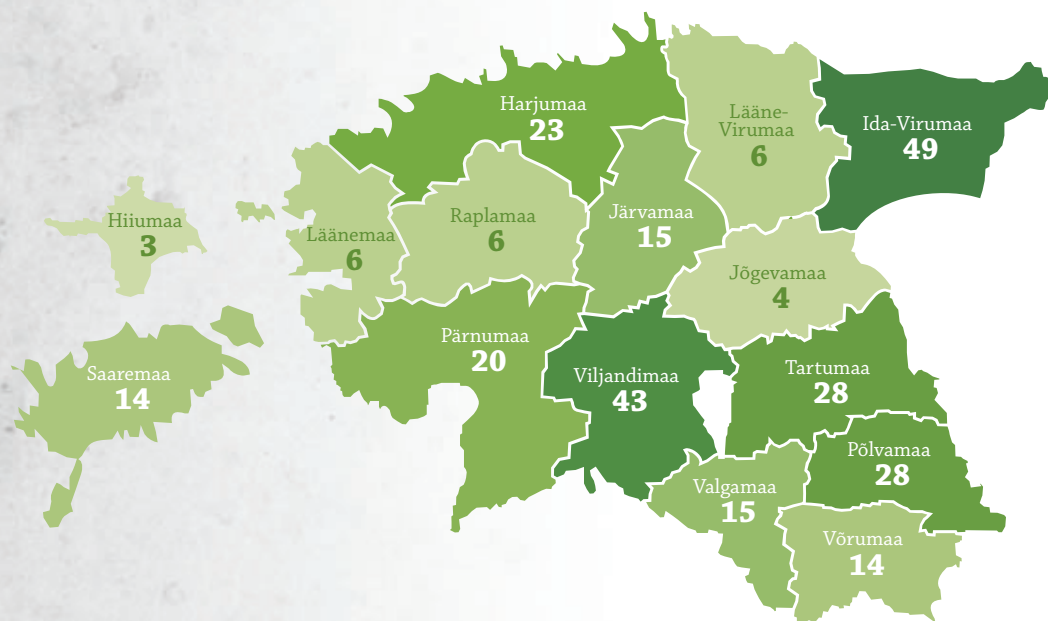 Harjumaa
23
Lääne-
Virumaa
6
Ida-Virumaa
49
Hiiumaa
3
Läänemaa
6
Raplamaa
6
Järvamaa
15
Jõgevamaa
4
Saaremaa
14
Pärnumaa
20
Viljandimaa
43
Tartumaa
28
Põlvamaa
28
Valgamaa
15
Võrumaa
14